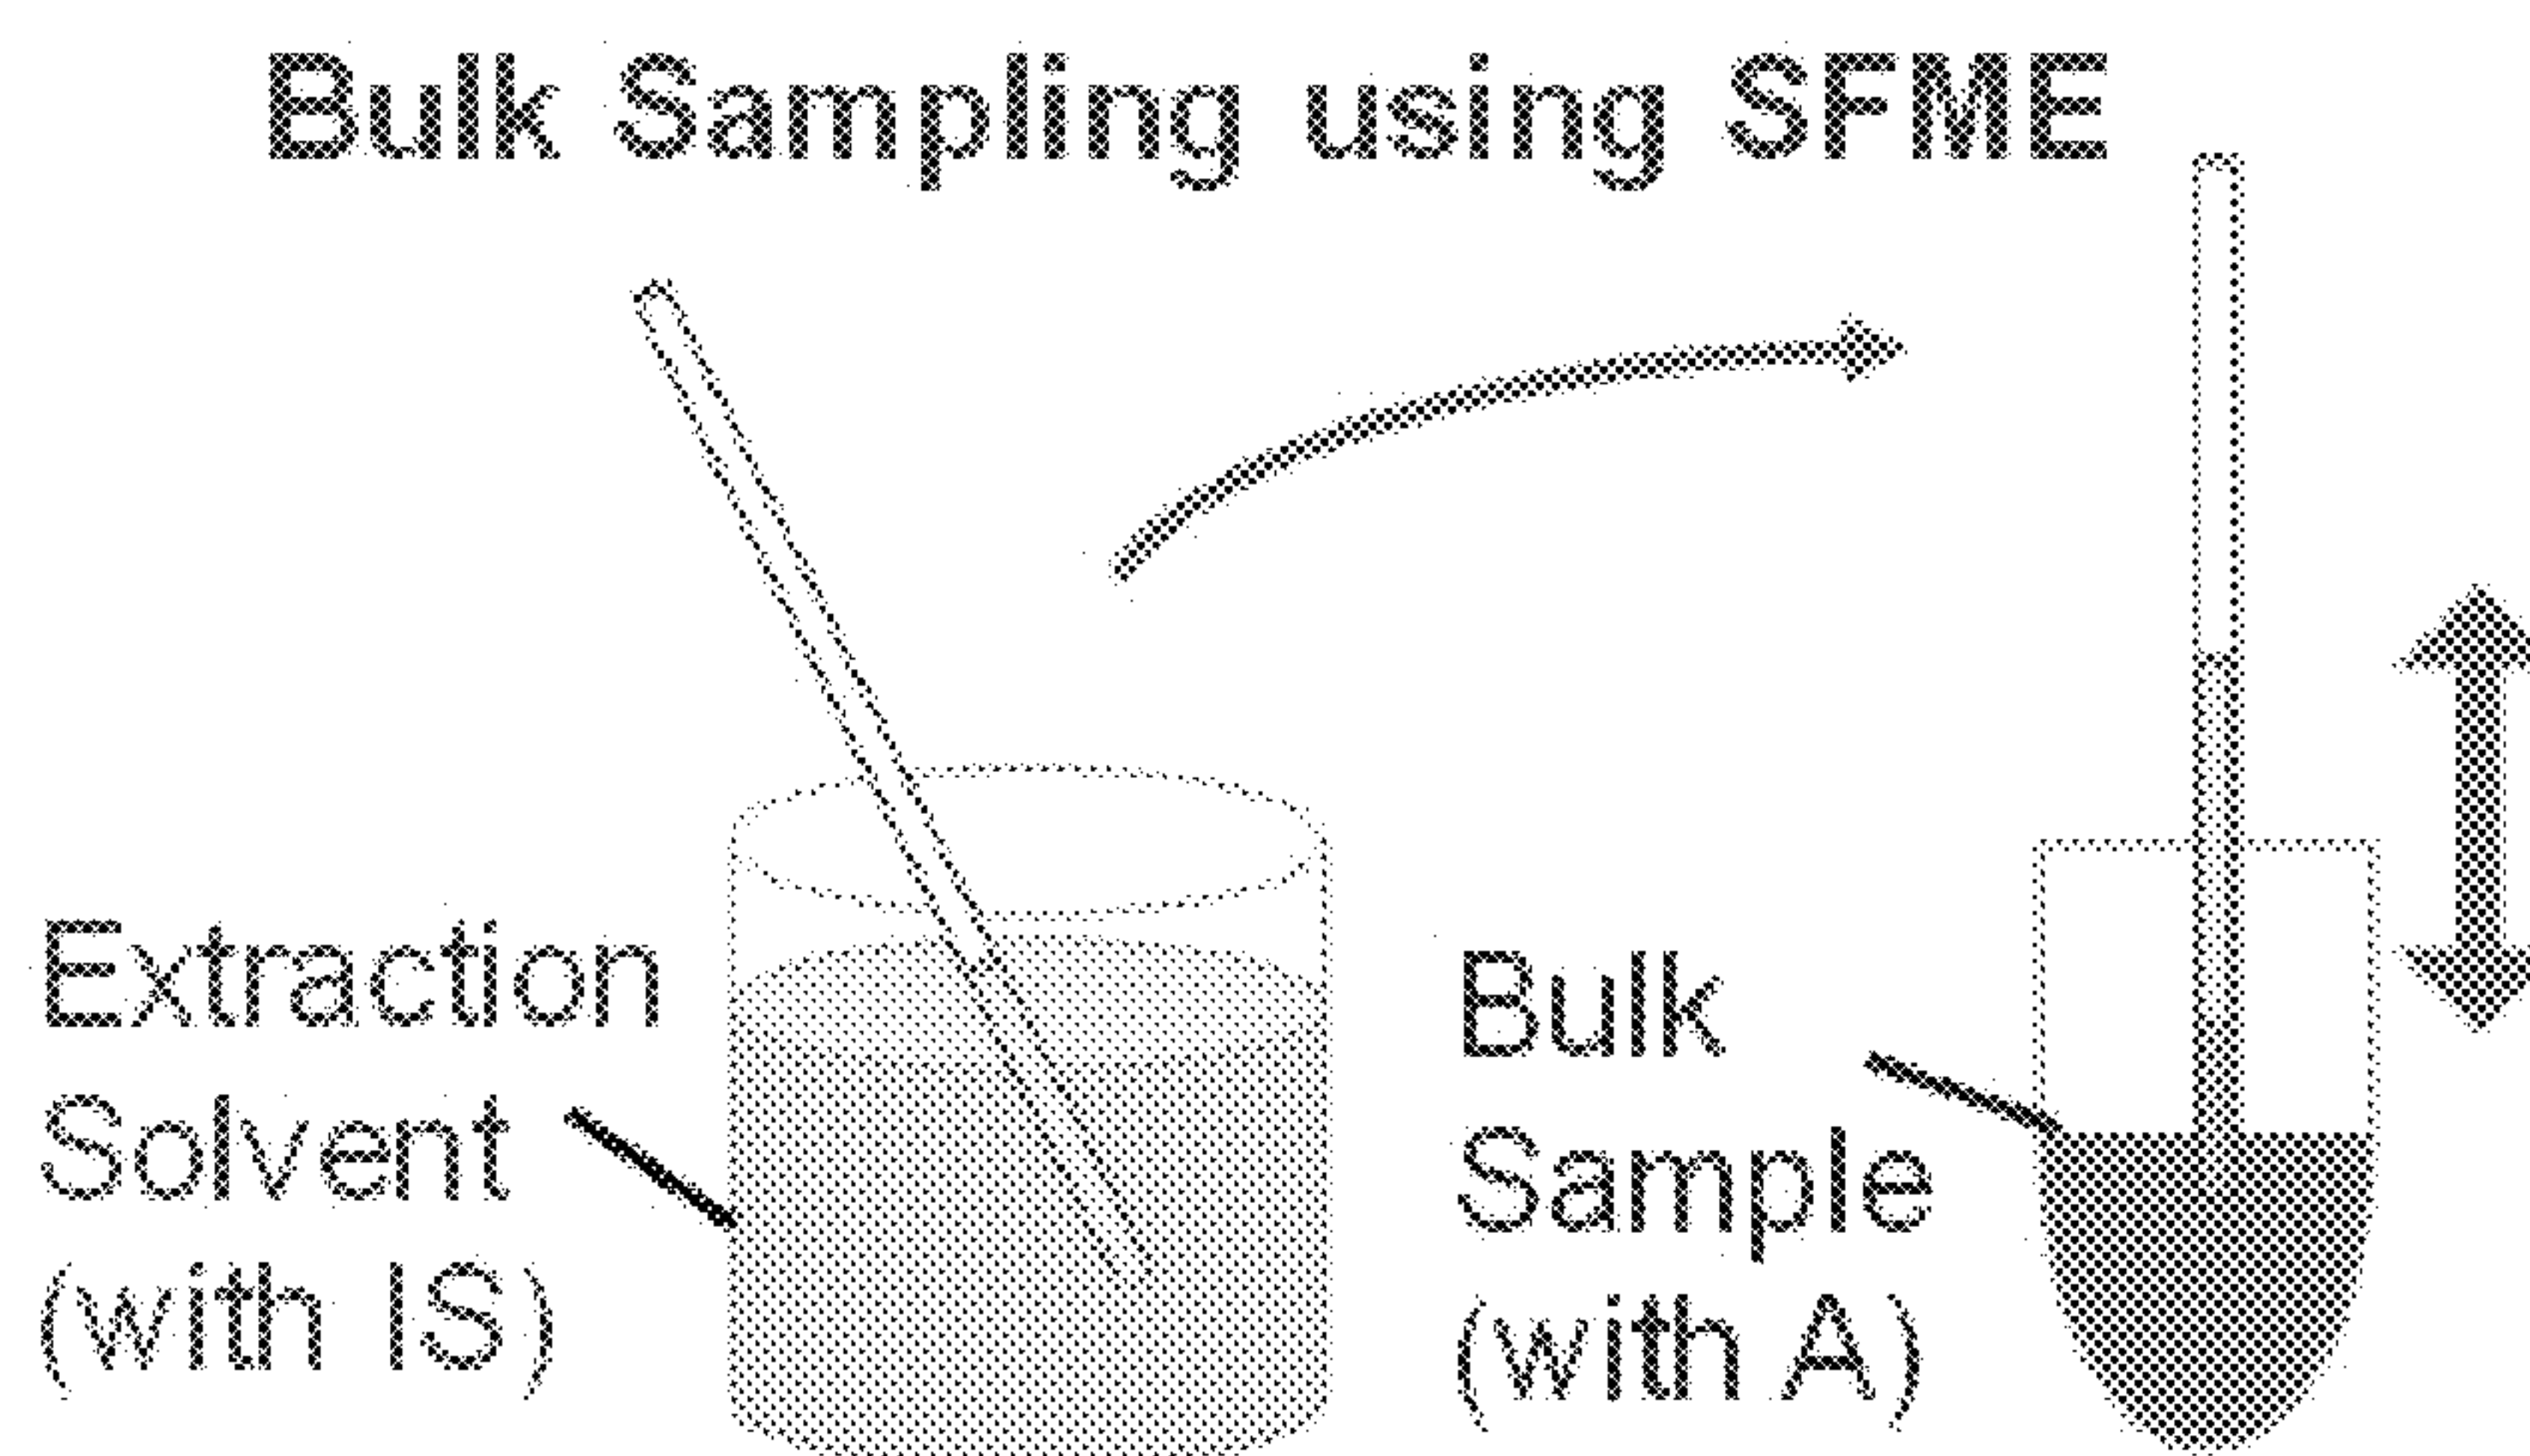 Bulk Sampling using SFME
Extraction
Solvent
(with IS)
Bulk
Sample
(with A)